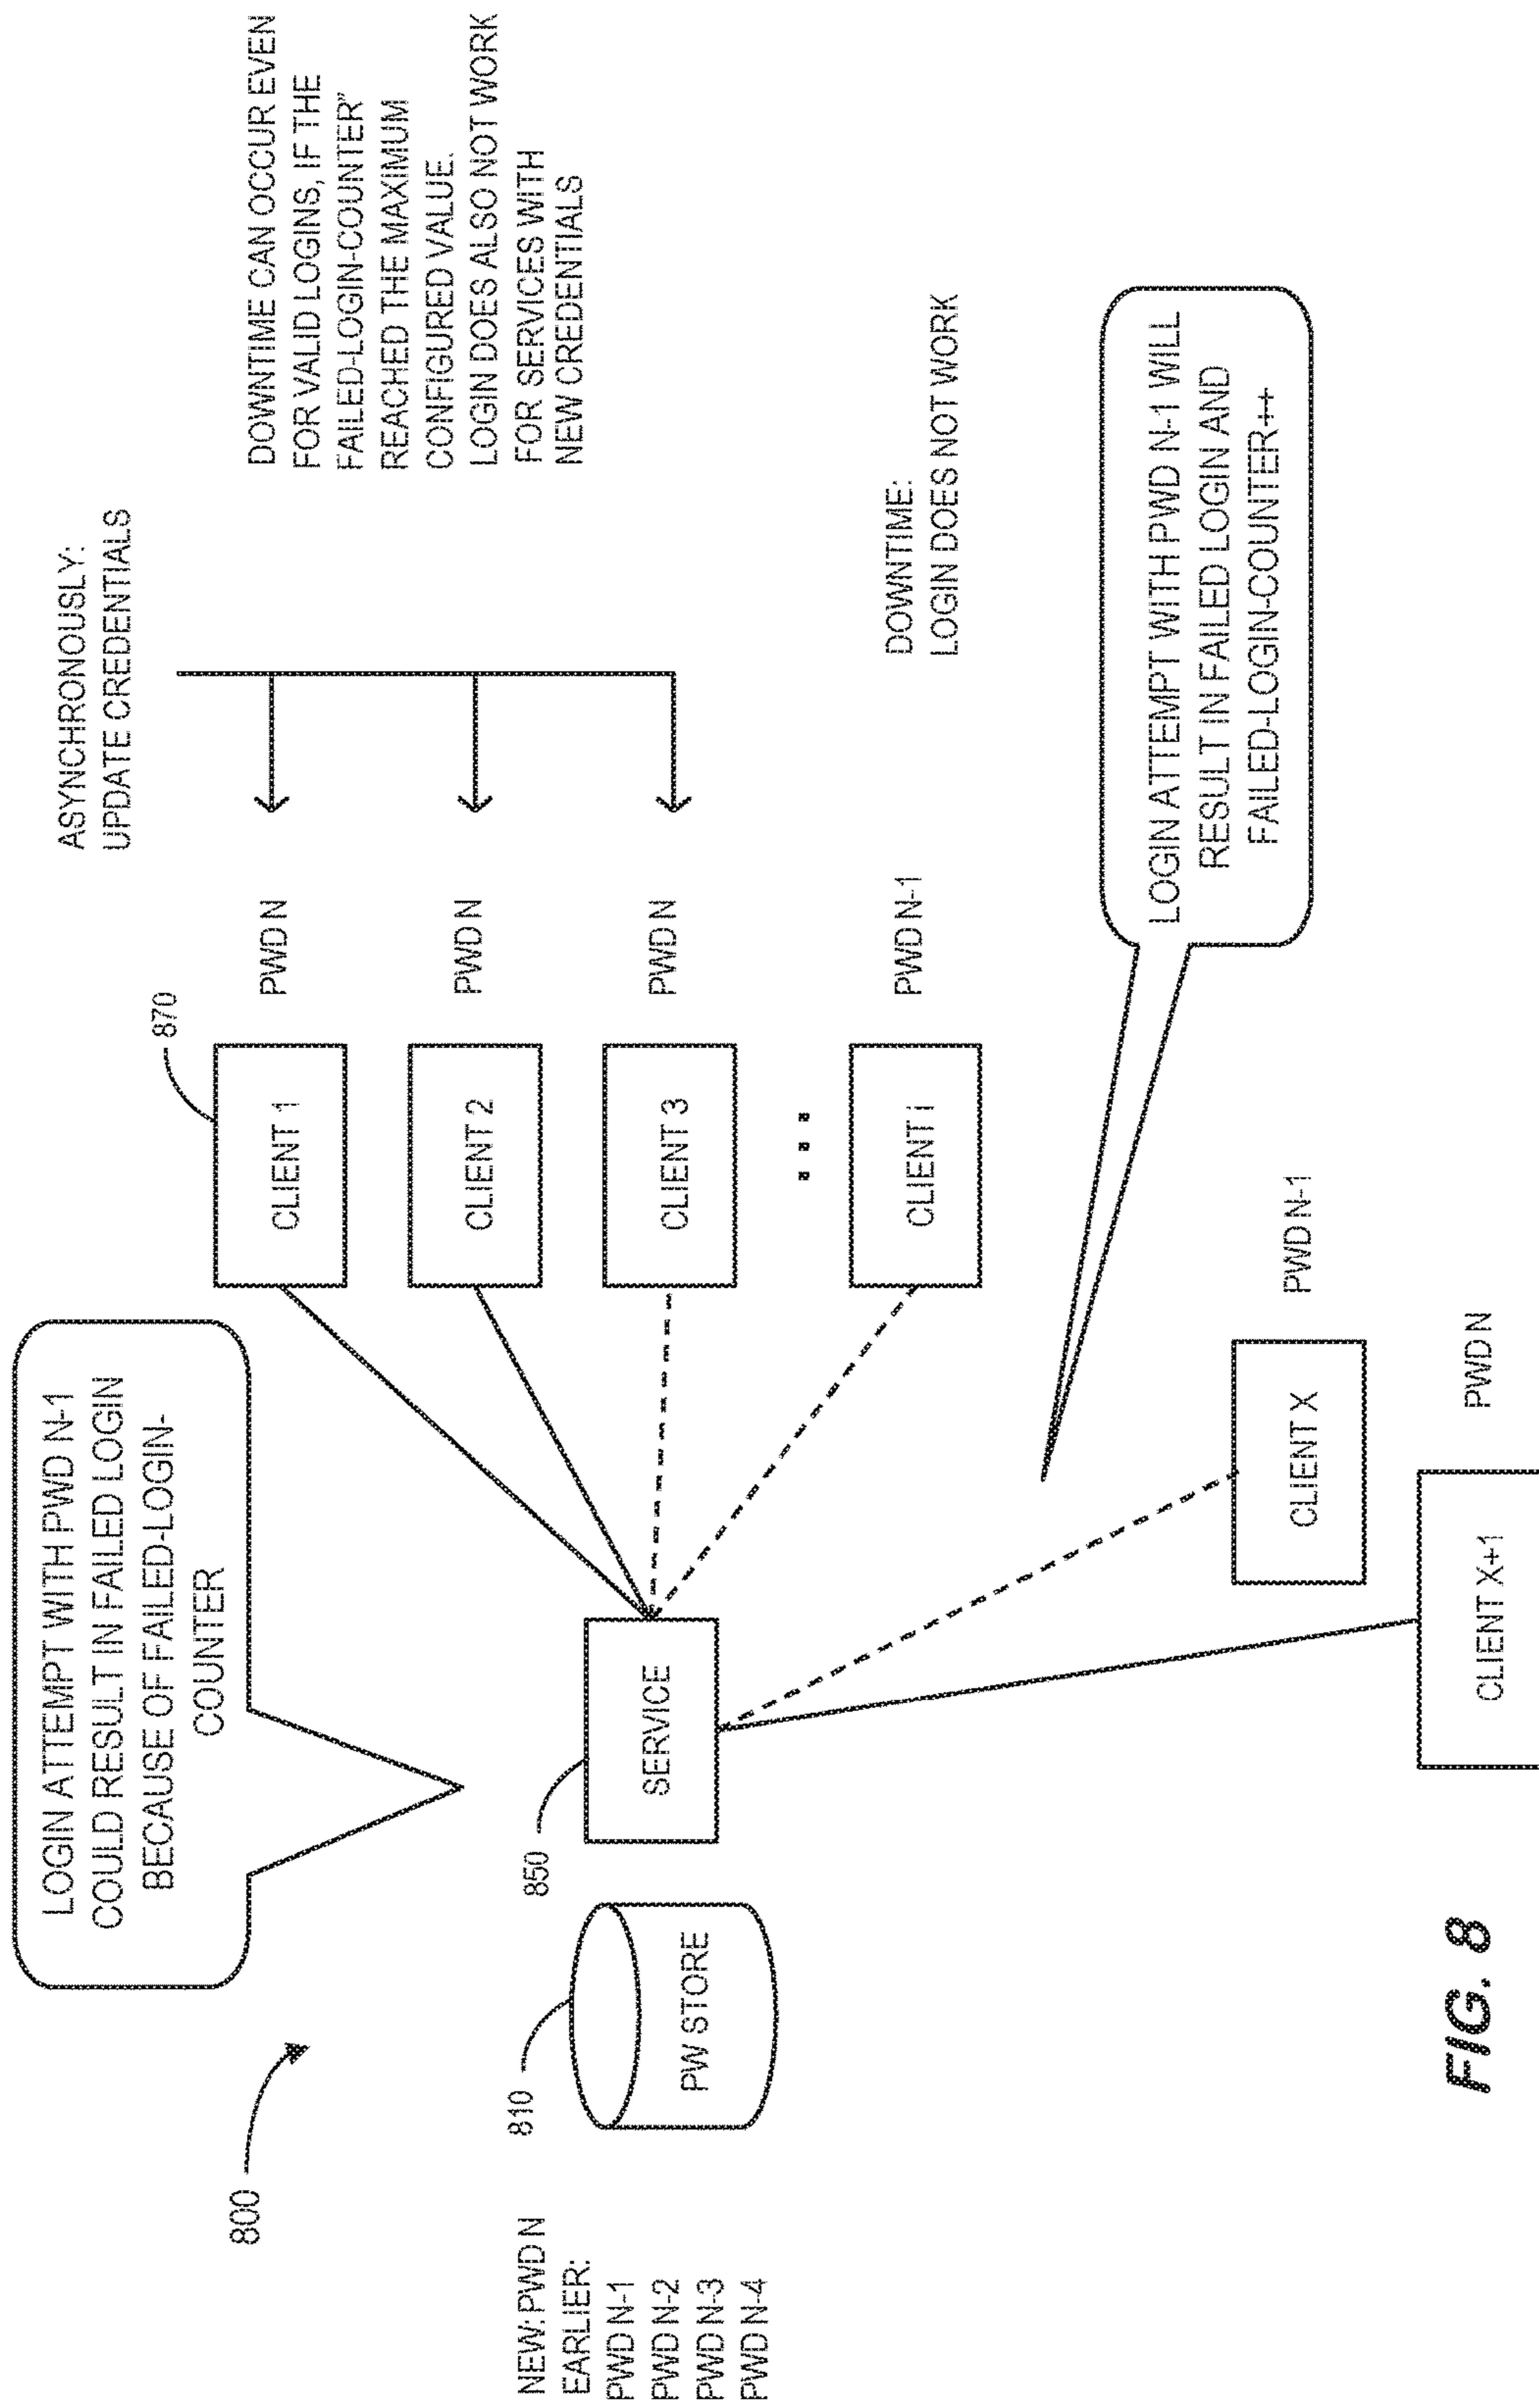 800
LOGIN ATTEMPT WITH PWD N-1
COULD RESULT IN FAILED LOGIN
BECAUSE OF FAILED-LOGIN-
COUNTER
ASYNCHRONOUSLY:
UPDATE CREDENTIALS
DOWNTIME CAN OCCUR EVEN
FOR VALID LOGINS, IF THE
FAILED-LOGIN-COUNTER"
REACHED THE MAXIMUM
CONFIGURED VALUE.
LOGIN DOES ALSO NOT WORK
FOR SERVICES WITH
NEW CREDENTIALS
870
CLIENT 1
PWD N
CLIENT 2
PWD N
CLIENT 3
PWD N
CLIENT i
PWD N-1
DOWNTIME:
LOGIN DOES NOT WORK
NEW: PWD N
EARLIER:
PWD N-1
PWD N-2
PWD N-3
PWD N-4
810
PW STORE
850
SERVICE
LOGIN ATTEMPT WITH PWD N-1 WILL
RESULT IN FAILED LOGIN AND
FAILED-LOGIN-COUNTER++
CLIENT X
PWD N-1
CLIENT X+1
PWD N
FIG. 8